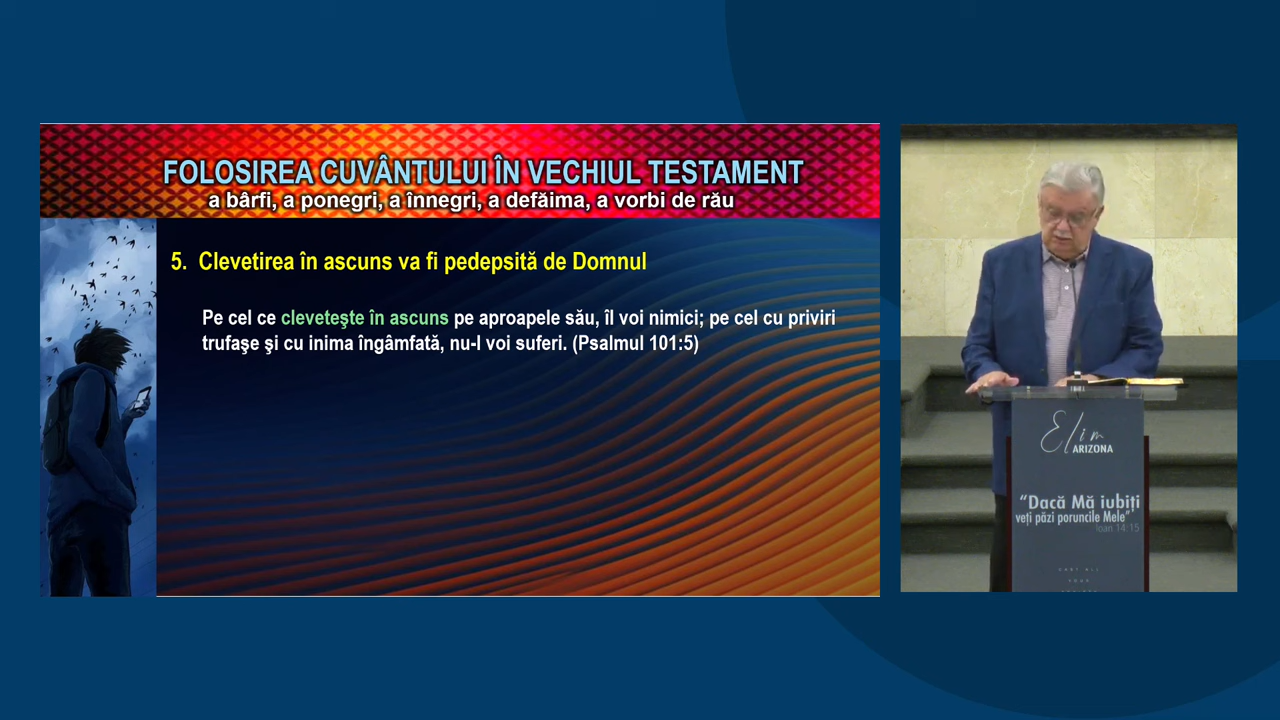 FOLOSIREA CUVÂNTULUI ÎN VECHIUL TESTAMENT
a bârfi, a ponegri, a înnegri, a defăima, a vorbi de rău
5. Clevetirea în ascuns va fi pedepsită de Domnul
Pe cel ce cleveteşte în ascuns pe aproapele său, îl voi nimici; pe cel cu priviri
trufaşe şi cu inima îngâmfată, nu-l voi suferi. (Psalmul 101:5)
Elim
ARIZONA
“Dacă Mă iubiți
veți păzi poruncile Mele”
Ioan 14:15